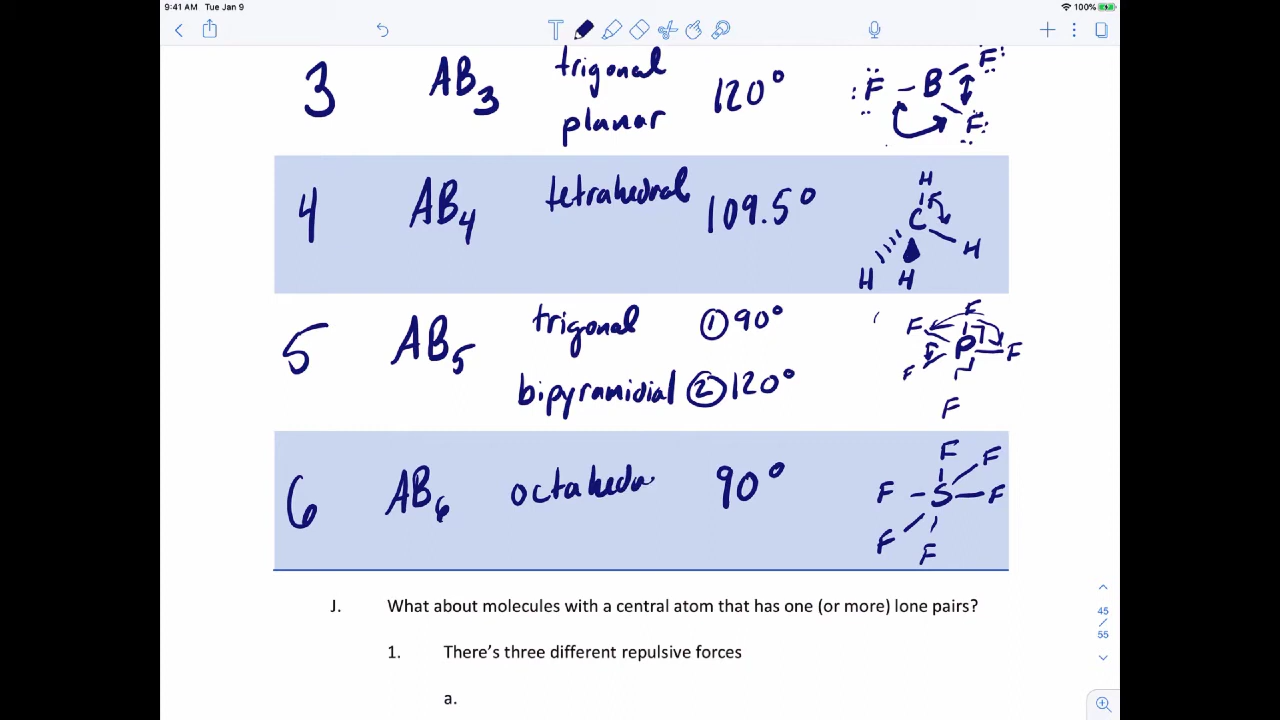 9:41 AM Tue Jan 9
100%
3 AB3 trigonal planar 120° F B F F
4 AB4 tetrahedral 109.5° H C H H H
5 AB5 trigonal bipyramidial ① 90° ② 120° F F F P F F
6 AB6 octaheda 90° F F F S F F F
J. What about molecules with a central atom that has one (or more) lone pairs?
1. There's three different repulsive forces
a.
45
/
55